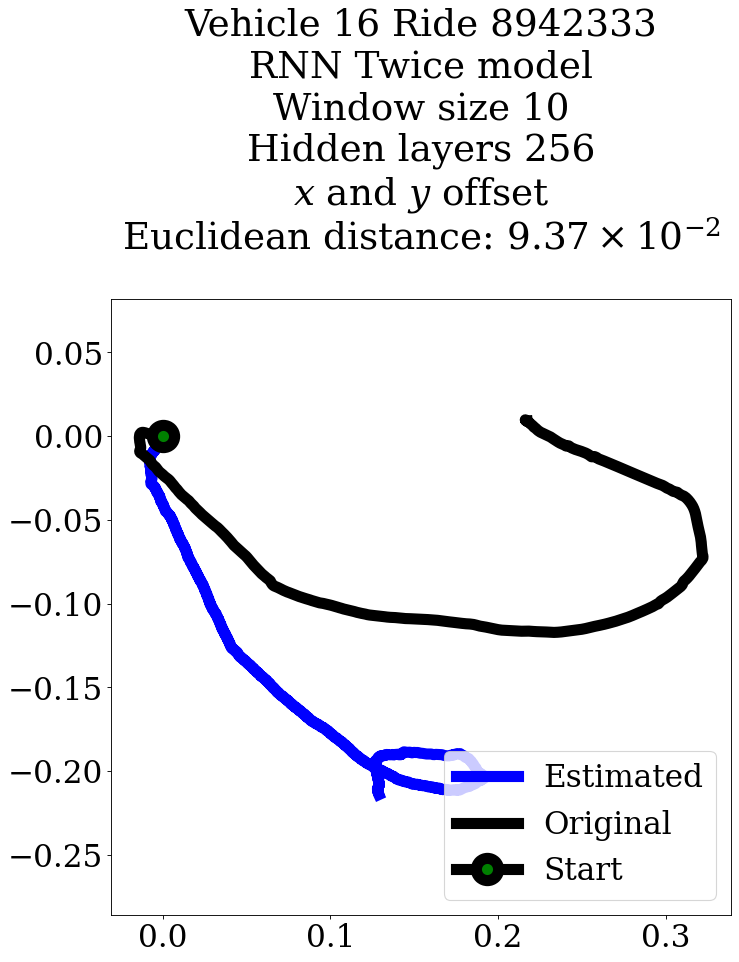 Vehicle 16 Ride 8942333
RNN Twice model
Window size 10
Hidden layers 256
x and y offset
Euclidean distance: 9.37 × 10⁻²
0.05
0.00
−0.05
−0.10
−0.15
−0.20
−0.25
Estimated
Original
Start
0.0 0.1 0.2 0.3